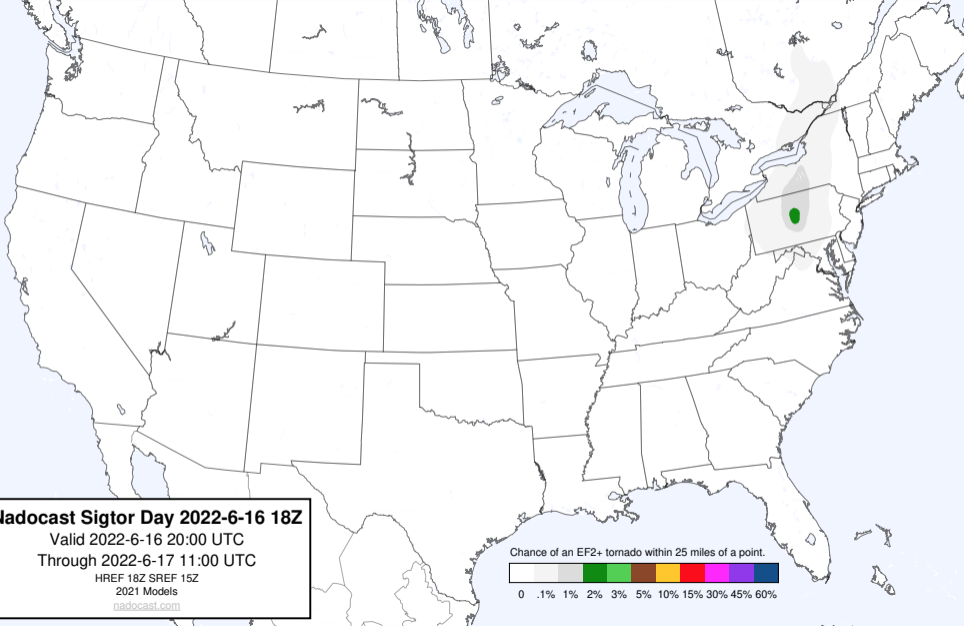 Nadocast Sigtor Day 2022-6-16 18Z
Valid 2022-6-16 20:00 UTC
Through 2022-6-17 11:00 UTC
HREF 18Z SREF 15Z
2021 Models
nadocast.com
Chance of an EF2+ tornado within 25 miles of a point.
0 .1% 1% 2% 3% 5% 10% 15% 30% 45% 60%